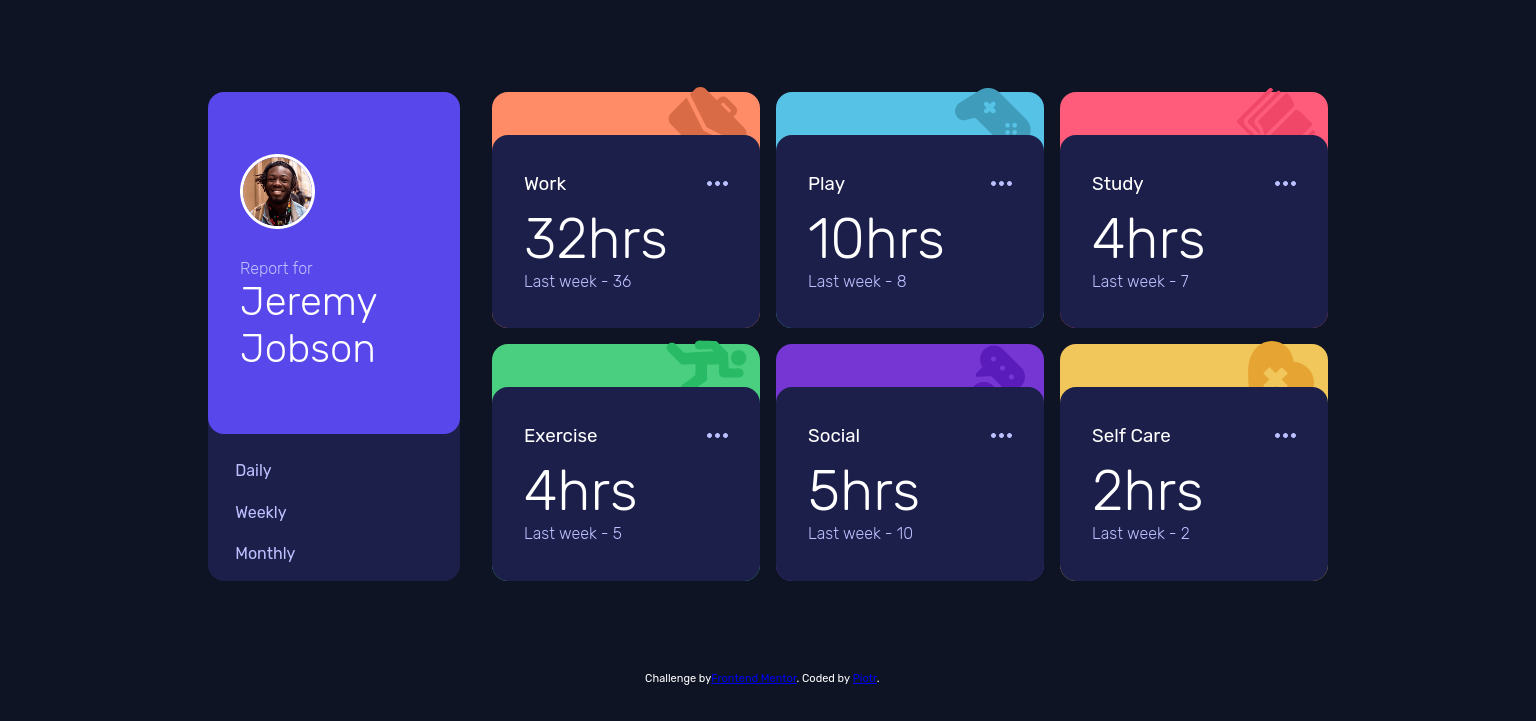 Report for
Jeremy
Jobson
Daily
Weekly
Monthly
Work
32hrs
Last week - 36
Play
10hrs
Last week - 8
Study
4hrs
Last week - 7
Exercise
4hrs
Last week - 5
Social
5hrs
Last week - 10
Self Care
2hrs
Last week - 2
Challenge by Frontend Mentor. Coded by Piotr.